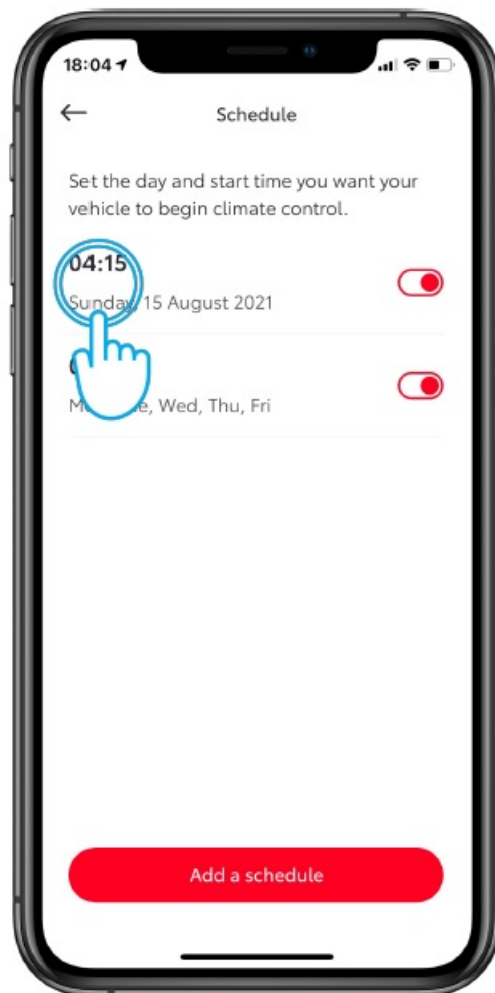 18:04
Schedule
Set the day and start time you want your
vehicle to begin climate control.
04:15
Sunday, 15 August 2021
Wed, Thu, Fri
Add a schedule